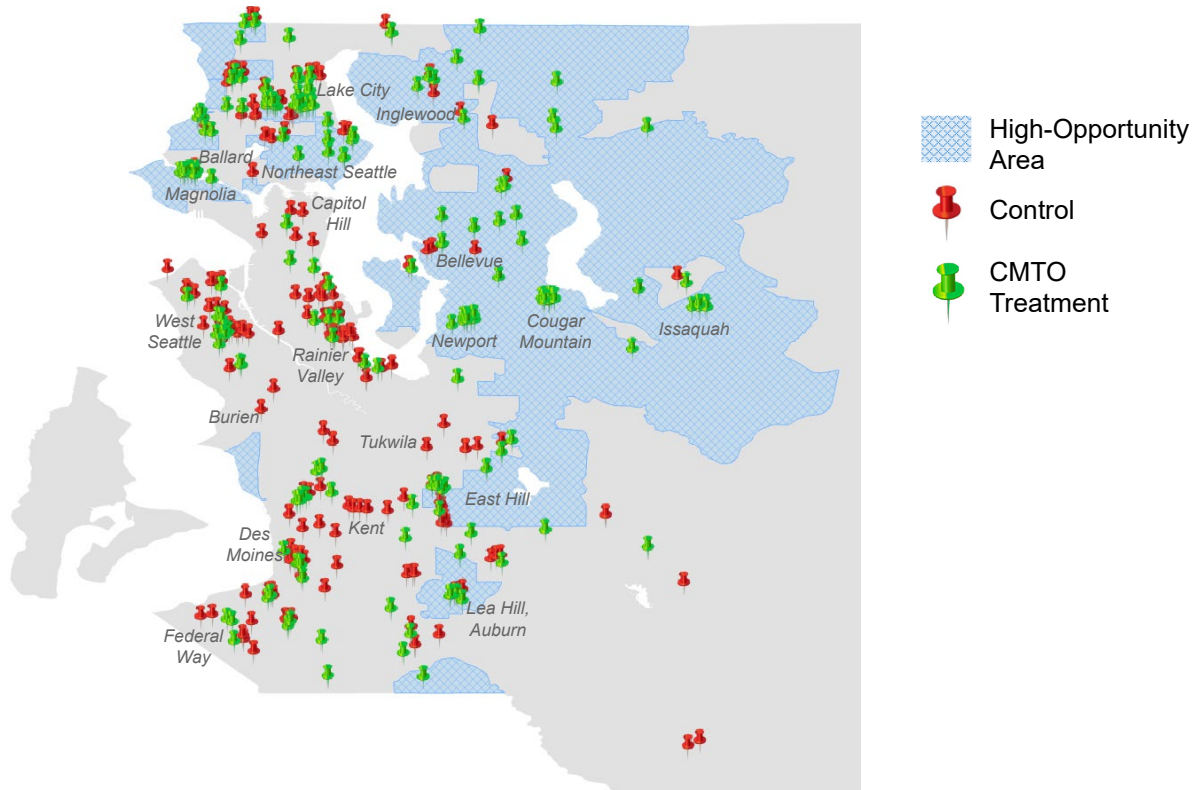 Lake City
Inglewood
Ballard
Northeast Seattle
Magnolia
Capitol
Hill
Bellevue
West
Seattle
Rainier
Valley
Newport
Cougar
Mountain
Issaquah
Burien
Tukwila
East Hill
Kent
Des
Moines
Lea Hill,
Auburn
Federal
Way
High-Opportunity
Area
Control
CMTO
Treatment